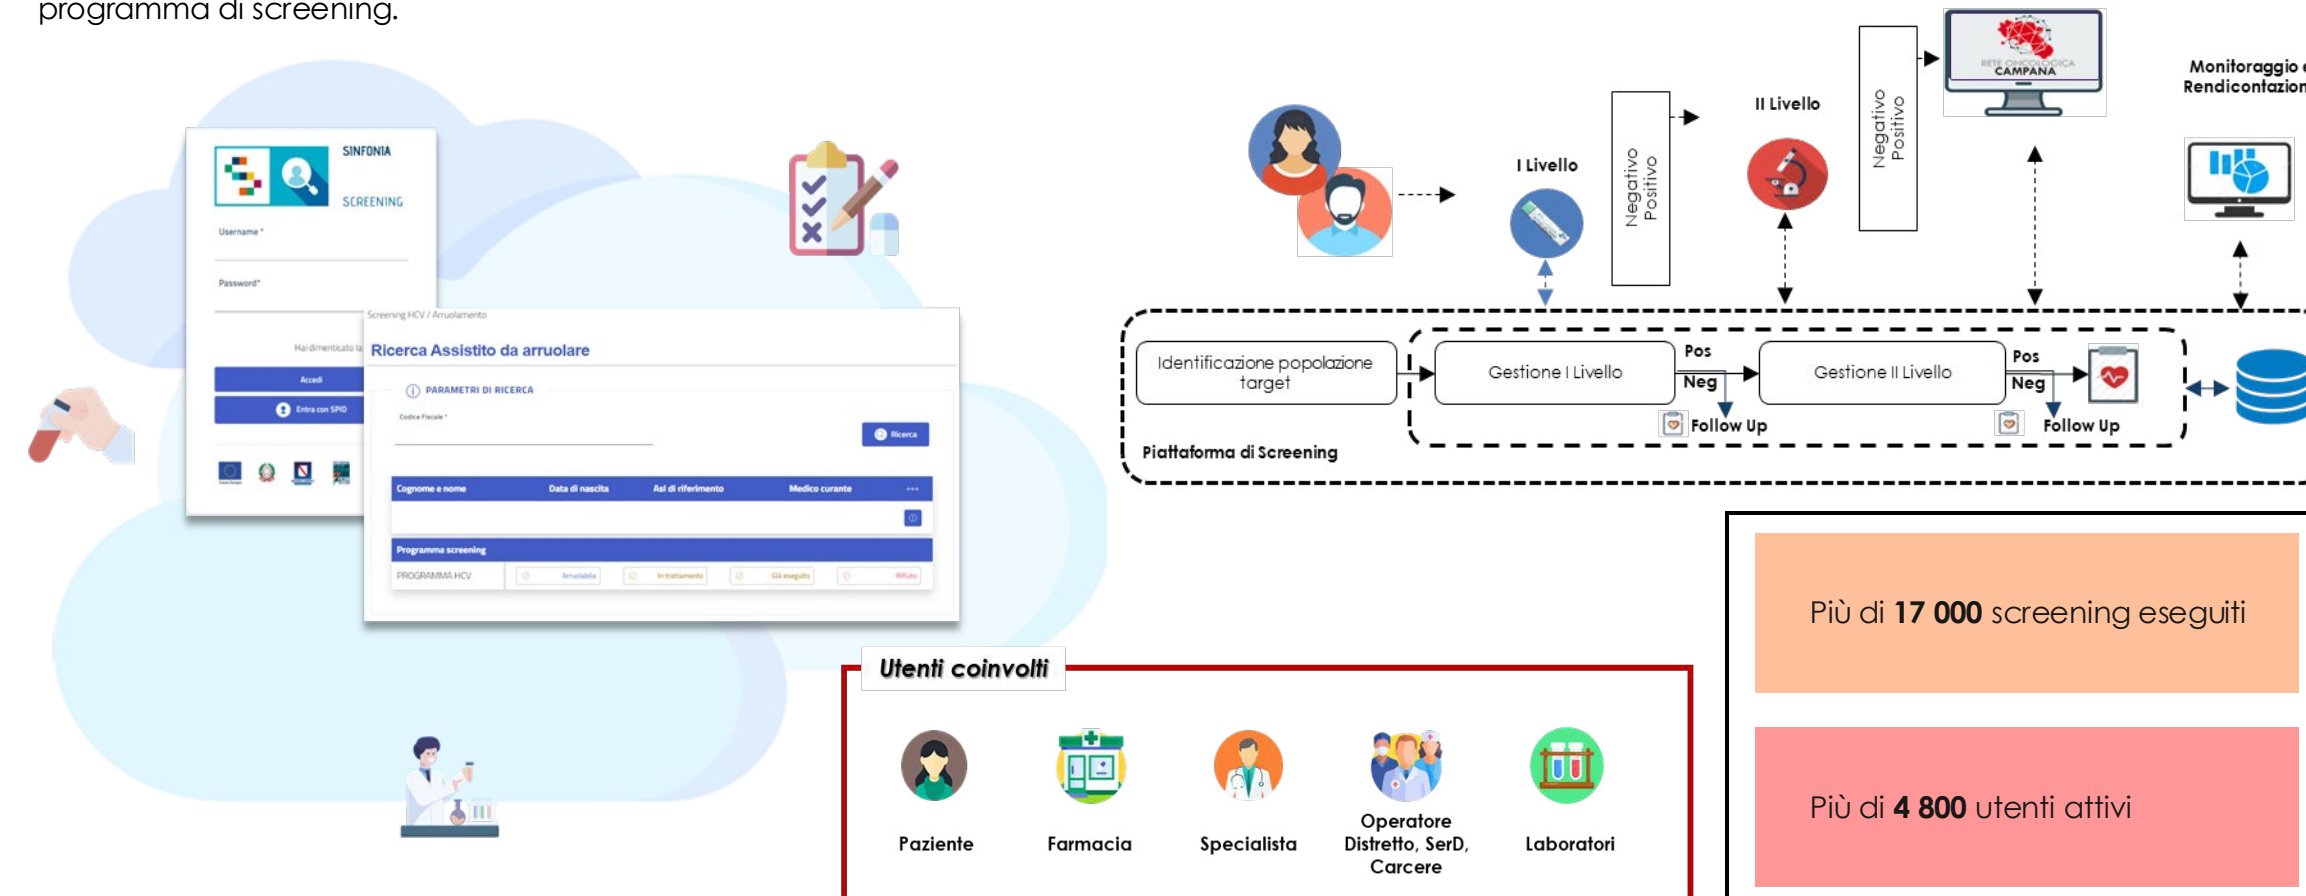 programma di screening.
SINFONIA
SCREENING
Username *
Password*
Hai dimenticato la
Accedi
Entra con SPID
Screening HCV / Arruolamento
Ricerca Assistito da arruolare
PARAMETRI DI RICERCA
Codice Fiscale *
Ricerca
Cognome e nome
Data di nascita
Asl di riferimento
Medico curante
Programma screening
PROGRAMMA HCV
Arruolabile
In trattamento
Già eseguito
Rifiuto
I Livello
Negativo
Positivo
II Livello
Negativo
Positivo
RETE ONCOLOGICA
CAMPANA
Monitoraggio e
Rendicontazion
Identificazione popolazione
target
Gestione I Livello
Pos
Neg
Follow Up
Gestione II Livello
Pos
Neg
Follow Up
Piattaforma di Screening
Utenti coinvolti
Paziente
Farmacia
Specialista
Operatore
Distretto, SerD,
Carcere
Laboratori
Più di 17 000 screening eseguiti
Più di 4 800 utenti attivi